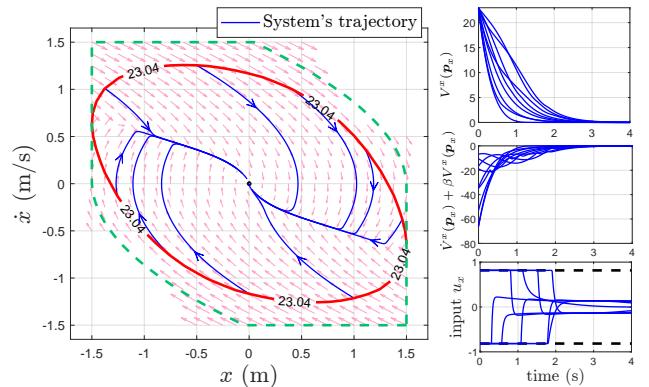 System's trajectory
23.04
23.04
23.04
23.04
23.04
1.5
1
0.5
0
-0.5
-1
-1.5
ẋ (m/s)
-1.5 -1 -0.5 0 0.5 1 1.5
x (m)
20
15
10
5
0
V^x(p_x)
0 1 2 3 4
0
-20
-40
-60
-80
V̇^x(p_x) + βV^x(p_x)
0 1 2 3 4
1
0
-1
input u_x
0 1 2 3 4
time (s)